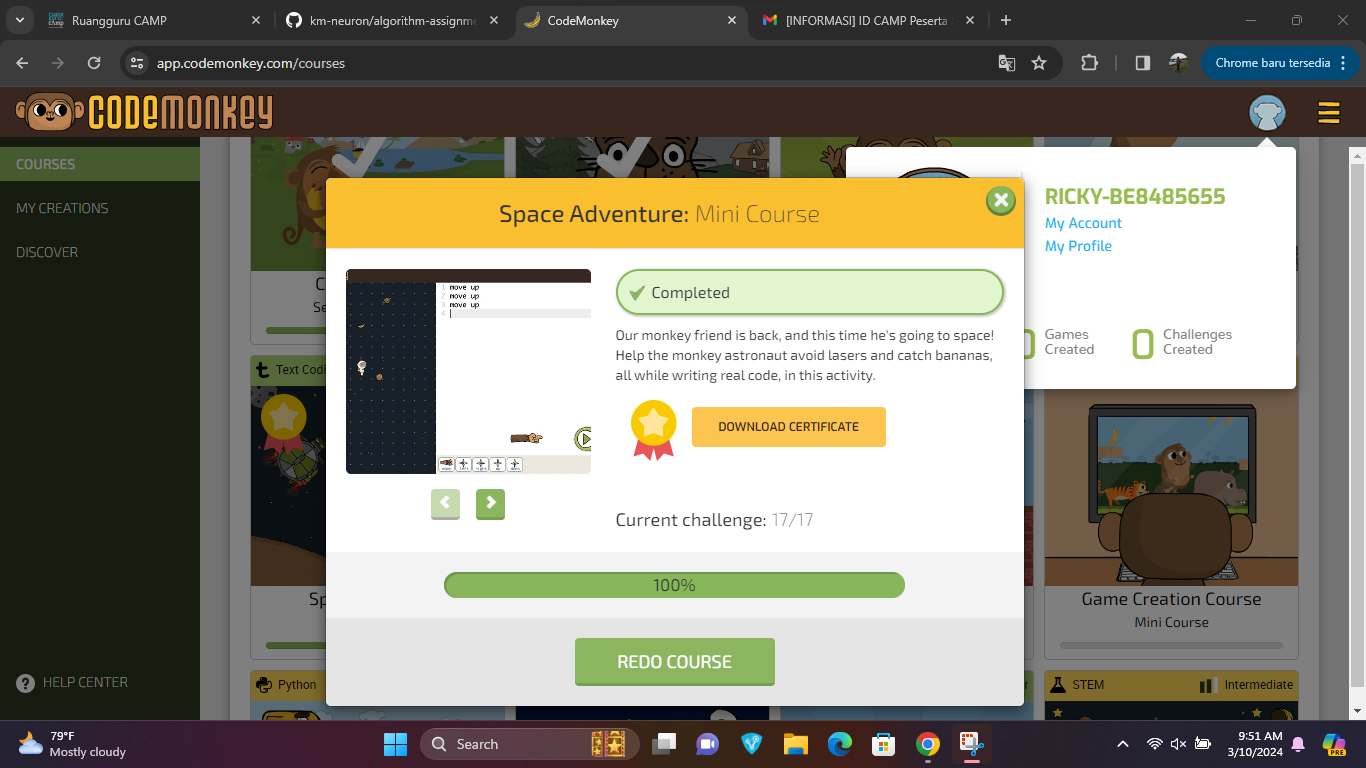 Ruangguru CAMP
km-neuron/algorithm-assignme
CodeMonkey
[INFORMASI] ID CAMP Peserta
app.codemonkey.com/courses
Chrome baru tersedia
CODEMONKEY
COURSES
MY CREATIONS
DISCOVER
HELP CENTER
RICKY-BE8485655
My Account
My Profile
Games
Created
0 Challenges
Created
Space Adventure: Mini Course
1 move up
2 move up
3 move up
4
Completed
Our monkey friend is back, and this time he's going to space!
Help the monkey astronaut avoid lasers and catch bananas,
all while writing real code, in this activity.
DOWNLOAD CERTIFICATE
Current challenge: 17/17
100%
REDO COURSE
C
Se
t Text Codi
Sp
Game Creation Course
Mini Course
Python
r
STEM
Intermediate
79°F
Mostly cloudy
Search
9:51 AM
3/10/2024
PRE